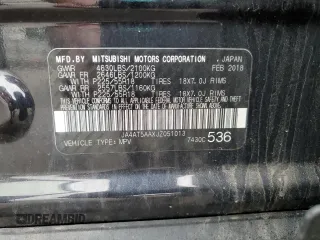 MFD. BY MITSUBISHI MOTORS CORPORATION , JAPAN
GVWR 4630LBS/2100KG FEB 2018
GAWR FR 2646LBS/1200KG
WITH P225/55R18 TIRES 18X7.0J RIMS
GAWR RR 2557LBS/1160KG
WITH P225/55R18 18X7.0J RIMS
JA4AT5AAXJZ051013
VEHICLE TYPE: MPV 7430C 536
DREAMBID